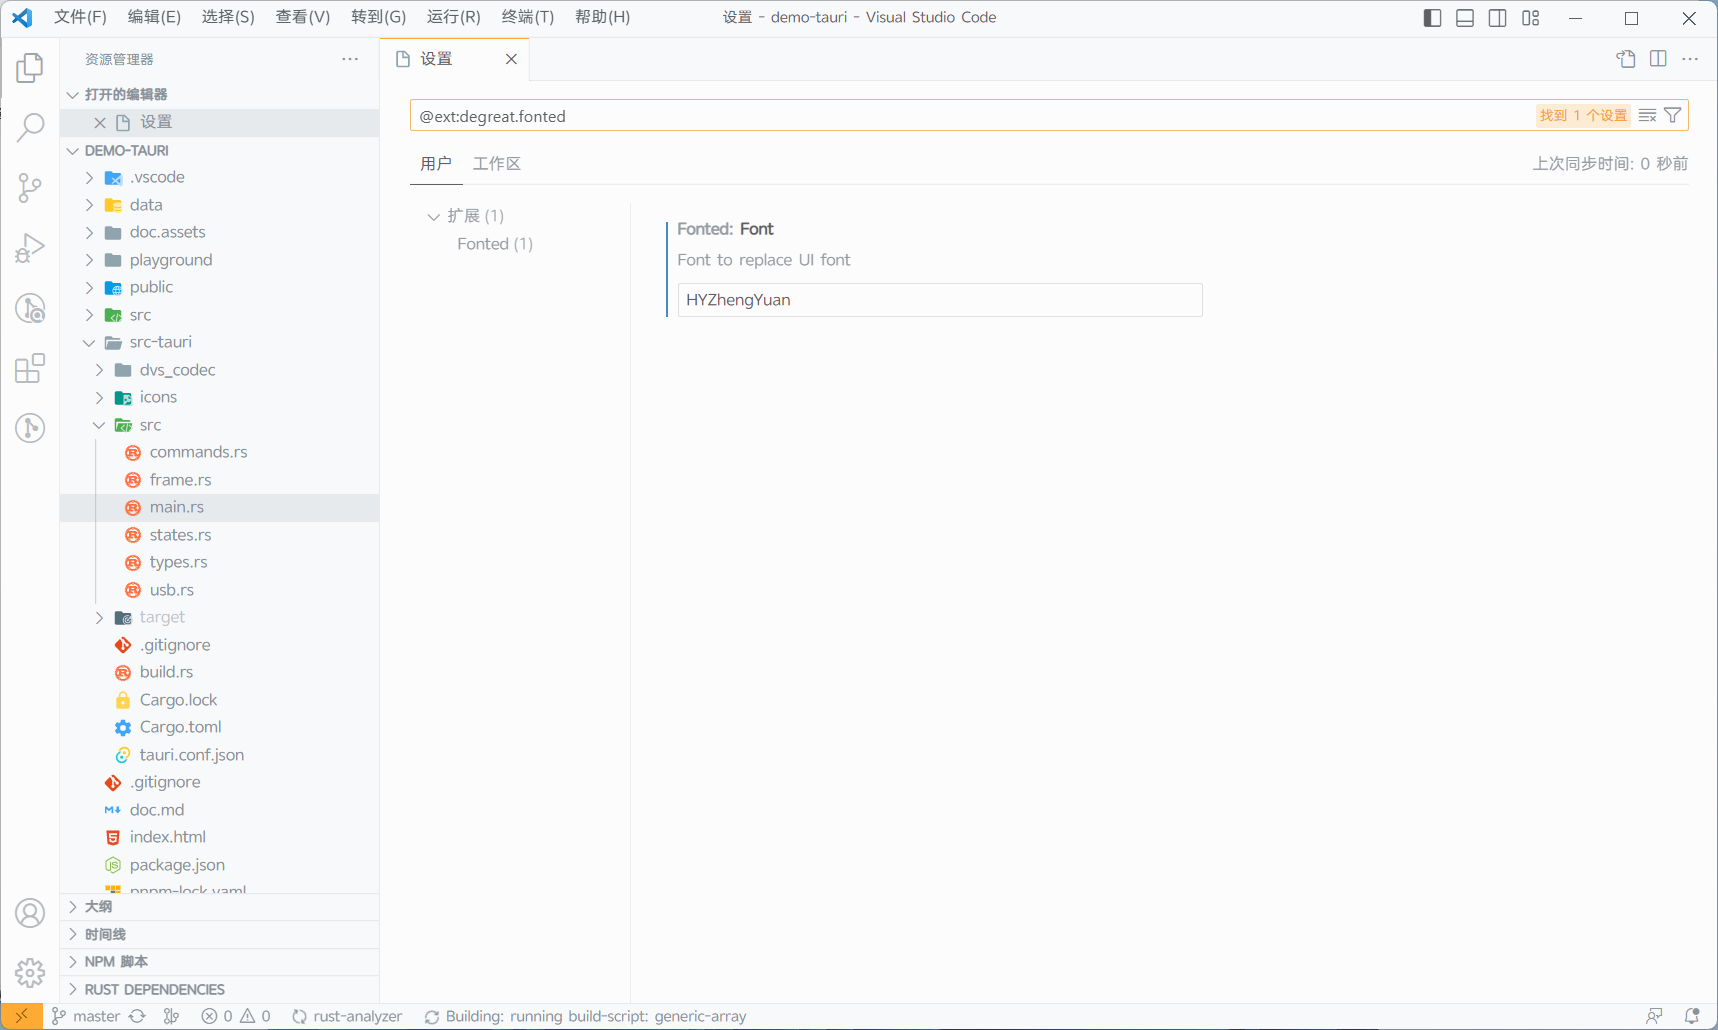 文件(F) 编辑(E) 选择(S) 查看(V) 转到(G) 运行(R) 终端(T) 帮助(H) 设置 - demo-tauri - Visual Studio Code
资源管理器
打开的编辑器
设置
DEMO-TAURI
.vscode
data
doc.assets
playground
public
src
src-tauri
dvs_codec
icons
src
commands.rs
frame.rs
main.rs
states.rs
types.rs
usb.rs
target
.gitignore
build.rs
Cargo.lock
Cargo.toml
tauri.conf.json
.gitignore
doc.md
index.html
package.json
pnpm-lock.yaml
大纲
时间线
NPM 脚本
RUST DEPENDENCIES
设置
@ext:degreat.fonted 找到 1 个设置
用户 工作区 上次同步时间: 0 秒前
扩展 (1)
Fonted (1)
Fonted: Font
Font to replace UI font
HYZhengYuan
master 0 0 rust-analyzer Building: running build-script: generic-array